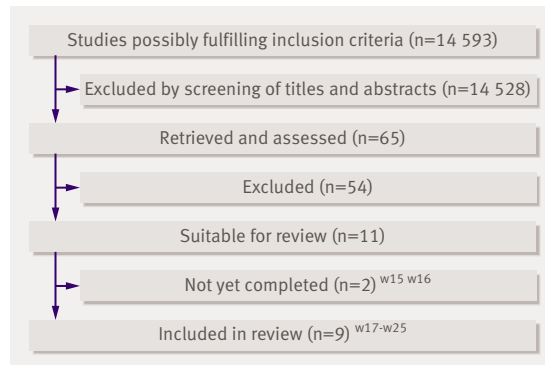 Studies possibly fulfilling inclusion criteria (n=14 593)
Excluded by screening of titles and abstracts (n=14 528)
Retrieved and assessed (n=65)
Excluded (n=54)
Suitable for review (n=11)
Not yet completed (n=2) w15 w16
Included in review (n=9) w17-w25